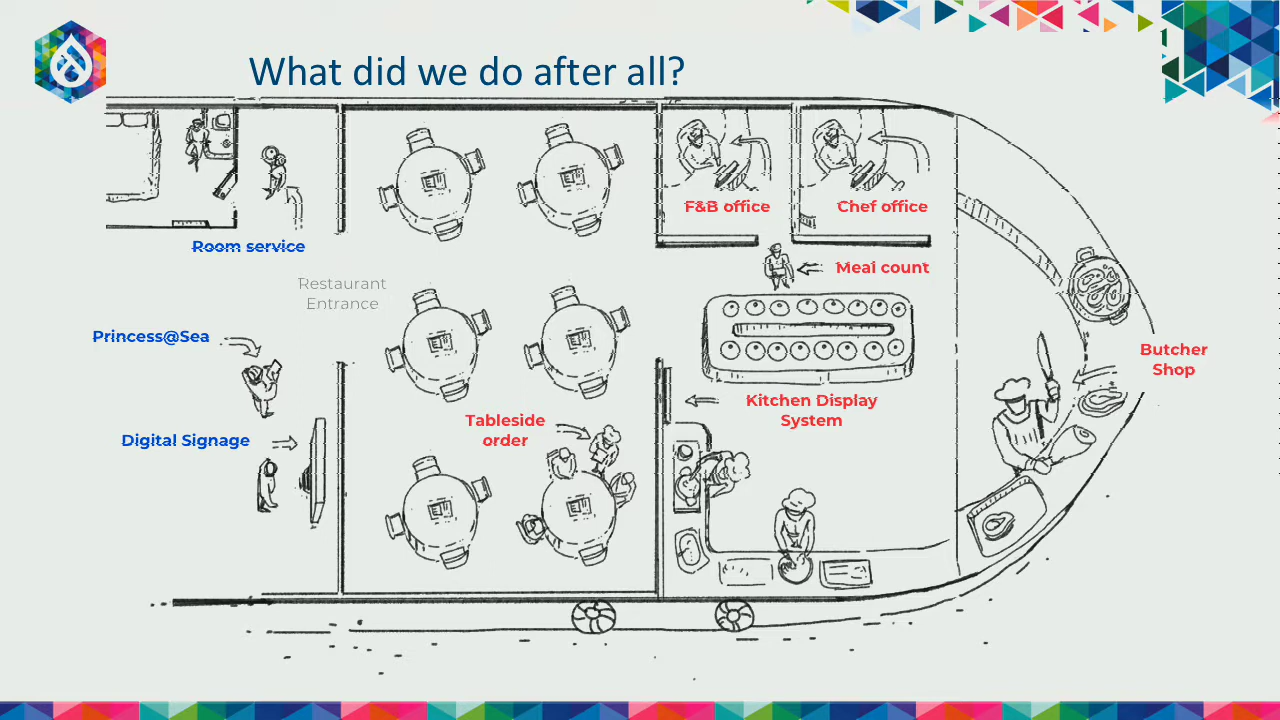 What did we do after all?
F&B office
Chef office
Room service
Meal count
Restaurant
Entrance
Princess@Sea
Butcher
Shop
Kitchen Display
System
Tableside
order
Digital Signage